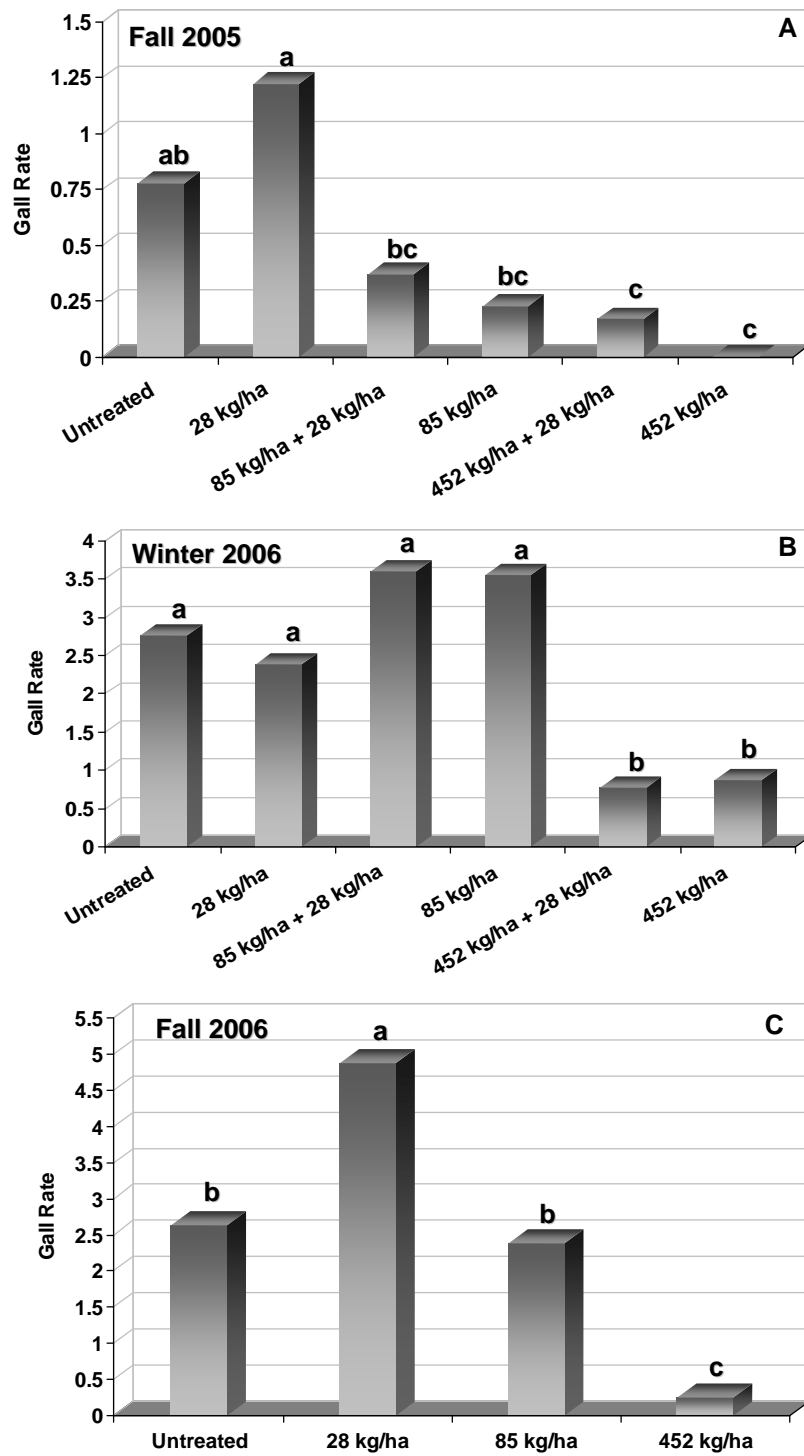 Fall 2005
A
Gall Rate
1.5
1.25
1
0.75
0.5
0.25
0
ab
a
bc
bc
c
c
Untreated
28 kg/ha
85 kg/ha + 28 kg/ha
85 kg/ha
452 kg/ha + 28 kg/ha
452 kg/ha
Winter 2006
B
Gall Rate
4
3.5
3
2.5
2
1.5
1
0.5
0
a
a
a
a
b
b
Untreated
28 kg/ha
85 kg/ha + 28 kg/ha
85 kg/ha
452 kg/ha + 28 kg/ha
452 kg/ha
Fall 2006
C
Gall Rate
5.5
5
4.5
4
3.5
3
2.5
2
1.5
1
0.5
0
b
a
b
c
Untreated
28 kg/ha
85 kg/ha
452 kg/ha